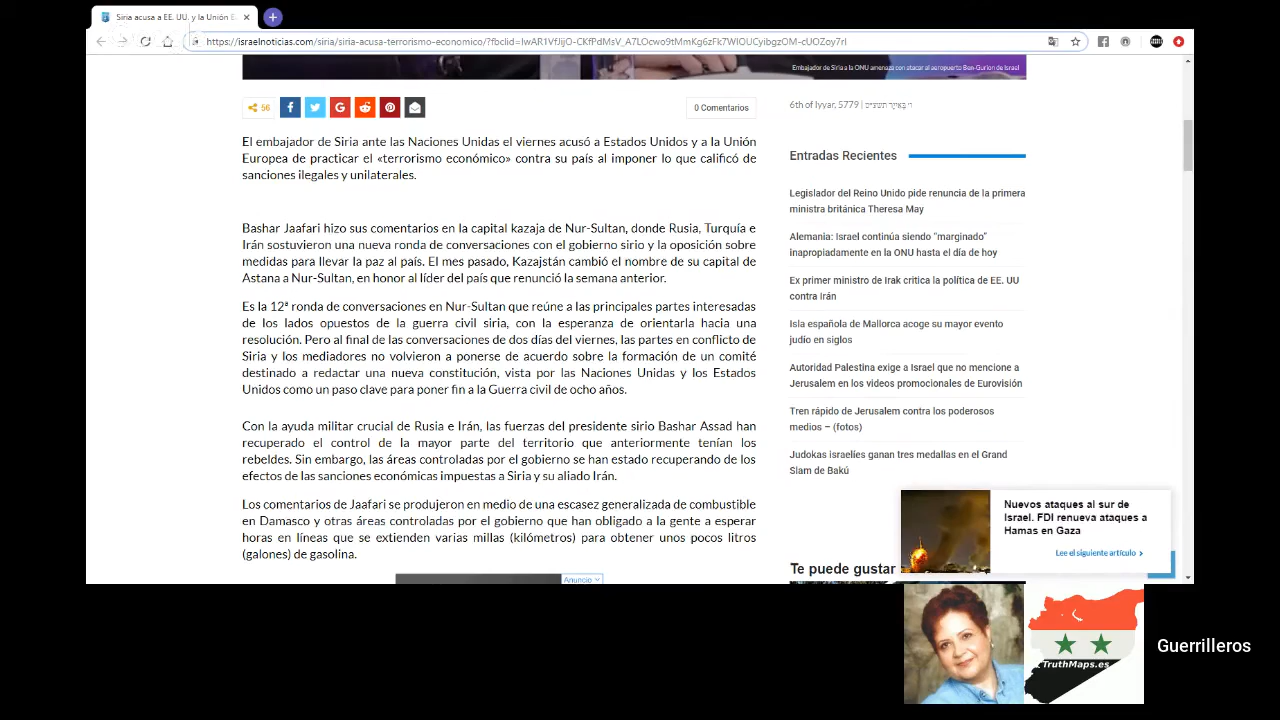 Siria acusa a EE. UU. y la Unión E
https://israelnoticias.com/siria/siria-acusa-terrorismo-economico/?fbclid=IwAR1VfJijO-CKfPdMsV_A7LOcwo9tMmKg6zFk7WlOUCyibgzOM-cUOZoy7rI
Embajador de Siria a la ONU amenaza con atacar al aeropuerto Ben-Gurion de Israel
56
0 Comentarios
El embajador de Siria ante las Naciones Unidas el viernes acusó a Estados Unidos y a la Unión
Europea de practicar el «terrorismo económico» contra su país al imponer lo que calificó de
sanciones ilegales y unilaterales.
Bashar Jaafari hizo sus comentarios en la capital kazaja de Nur-Sultan, donde Rusia, Turquía e
Irán sostuvieron una nueva ronda de conversaciones con el gobierno sirio y la oposición sobre
medidas para llevar la paz al país. El mes pasado, Kazajstán cambió el nombre de su capital de
Astana a Nur-Sultan, en honor al líder del país que renunció la semana anterior.
Es la 12ª ronda de conversaciones en Nur-Sultan que reúne a las principales partes interesadas
de los lados opuestos de la guerra civil siria, con la esperanza de orientarla hacia una
resolución. Pero al final de las conversaciones de dos días del viernes, las partes en conflicto de
Siria y los mediadores no volvieron a ponerse de acuerdo sobre la formación de un comité
destinado a redactar una nueva constitución, vista por las Naciones Unidas y los Estados
Unidos como un paso clave para poner fin a la Guerra civil de ocho años.
Con la ayuda militar crucial de Rusia e Irán, las fuerzas del presidente sirio Bashar Assad han
recuperado el control de la mayor parte del territorio que anteriormente tenían los
rebeldes. Sin embargo, las áreas controladas por el gobierno se han estado recuperando de los
efectos de las sanciones económicas impuestas a Siria y su aliado Irán.
Los comentarios de Jaafari se produjeron en medio de una escasez generalizada de combustible
en Damasco y otras áreas controladas por el gobierno que han obligado a la gente a esperar
horas en líneas que se extienden varias millas (kilómetros) para obtener unos pocos litros
(galones) de gasolina.
Anuncio
6th of Iyyar, 5779 | ו׳ באייר תשע״ט
Entradas Recientes
Legislador del Reino Unido pide renuncia de la primera
ministra británica Theresa May
Alemania: Israel continúa siendo “marginado”
inapropiadamente en la ONU hasta el día de hoy
Ex primer ministro de Irak critica la política de EE. UU
contra Irán
Isla española de Mallorca acoge su mayor evento
judío en siglos
Autoridad Palestina exige a Israel que no mencione a
Jerusalem en los videos promocionales de Eurovisión
Tren rápido de Jerusalem contra los poderosos
medios – (fotos)
Judokas israelíes ganan tres medallas en el Grand
Slam de Bakú
Nuevos ataques al sur de
Israel. FDI renueva ataques a
Hamas en Gaza
Lee el siguiente artículo
Te puede gustar
TruthMaps.es
Guerrilleros